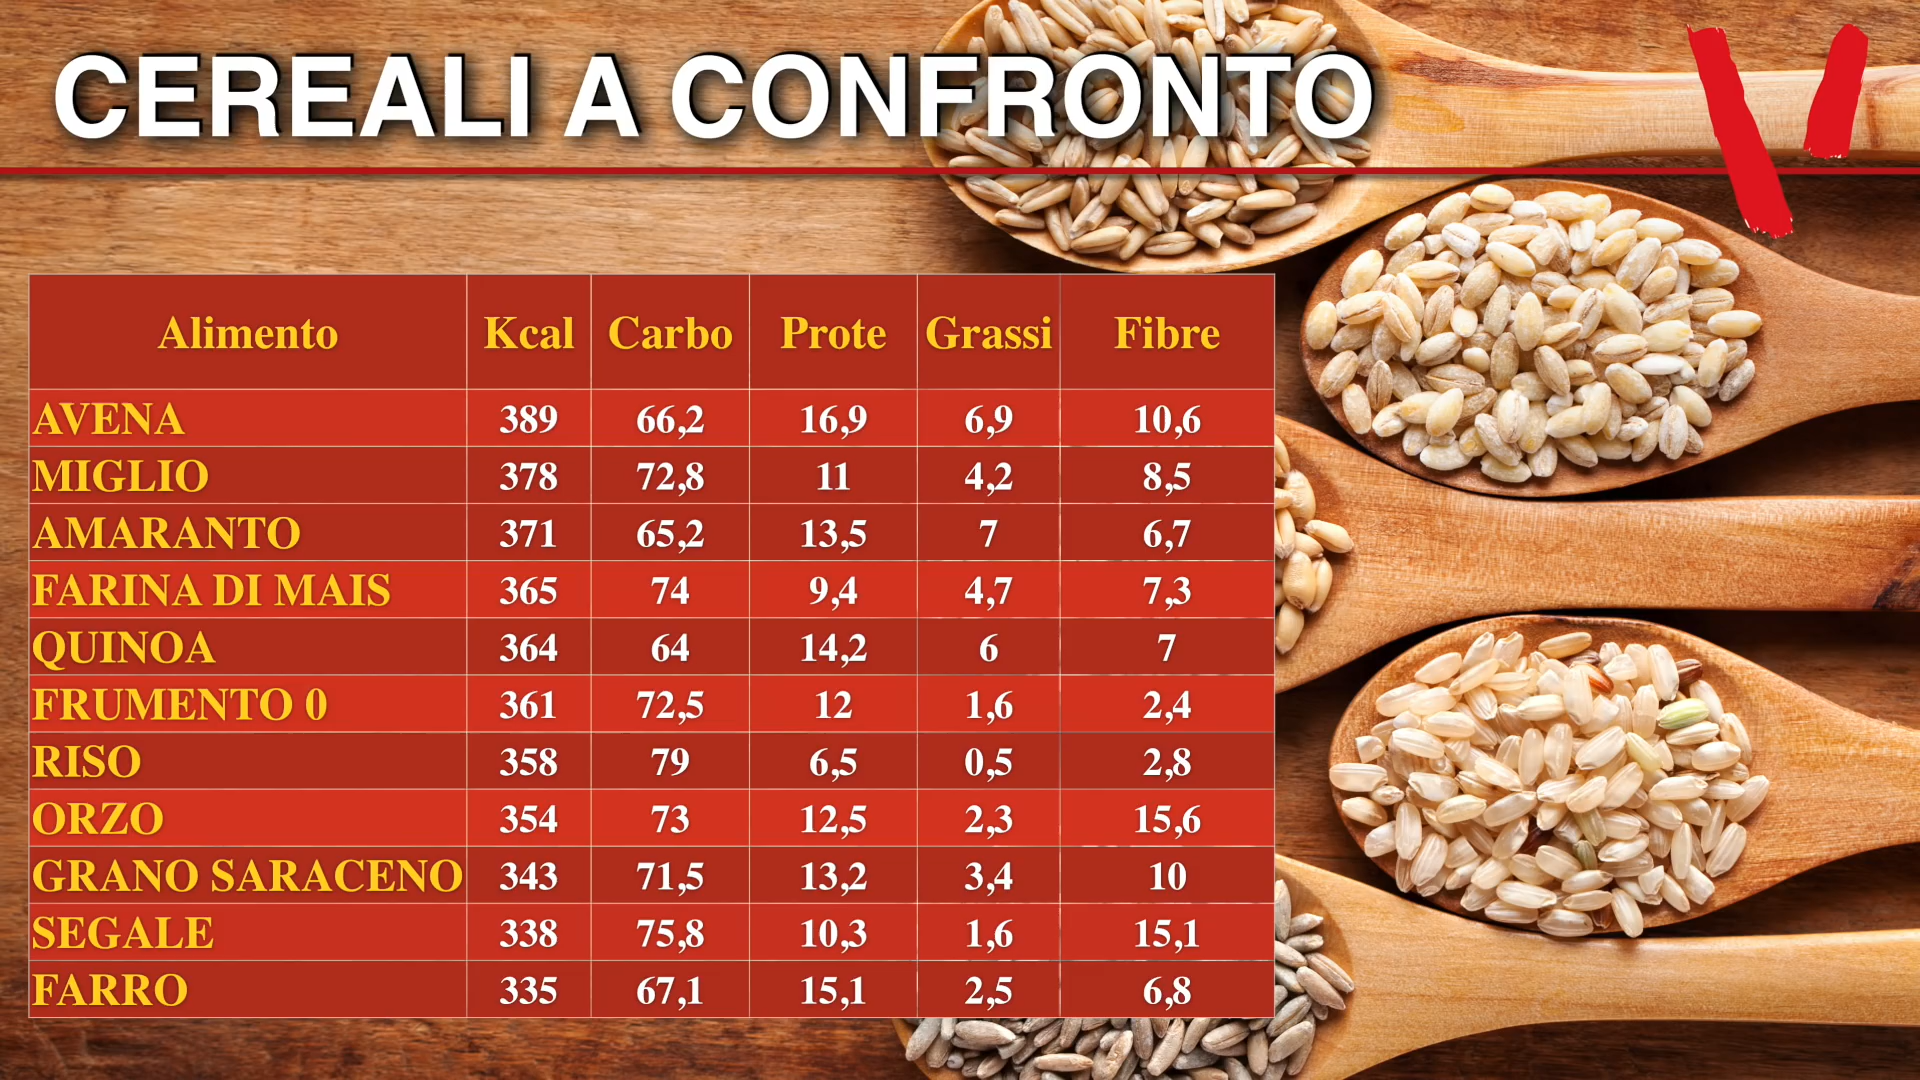 CEREALI A CONFRONTO
Alimento Kcal Carbo Prote Grassi Fibre
AVENA 389 66,2 16,9 6,9 10,6
MIGLIO 378 72,8 11 4,2 8,5
AMARANTO 371 65,2 13,5 7 6,7
FARINA DI MAIS 365 74 9,4 4,7 7,3
QUINOA 364 64 14,2 6 7
FRUMENTO 0 361 72,5 12 1,6 2,4
RISO 358 79 6,5 0,5 2,8
ORZO 354 73 12,5 2,3 15,6
GRANO SARACENO 343 71,5 13,2 3,4 10
SEGALE 338 75,8 10,3 1,6 15,1
FARRO 335 67,1 15,1 2,5 6,8